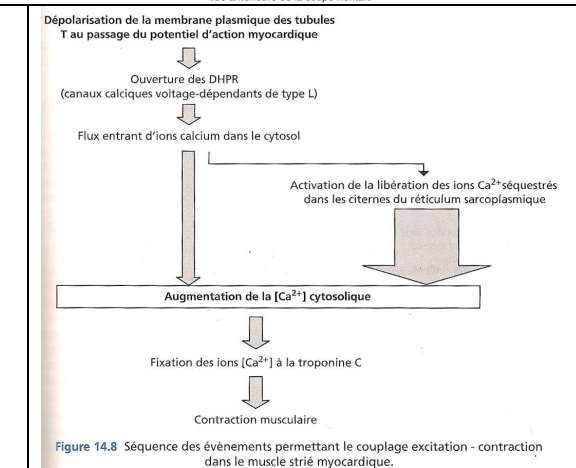 Dépolarisation de la membrane plasmique des tubules
T au passage du potentiel d'action myocardique
Ouverture des DHPR
(canaux calciques voltage-dépendants de type L)
Flux entrant d'ions calcium dans le cytosol
Activation de la libération des ions Ca²⁺séquestrés
dans les citernes du réticulum sarcoplasmique
Augmentation de la [Ca²⁺] cytosolique
Fixation des ions [Ca²⁺] à la troponine C
Contraction musculaire
Figure 14.8 Séquence des évènements permettant le couplage excitation - contraction
dans le muscle strié myocardique.